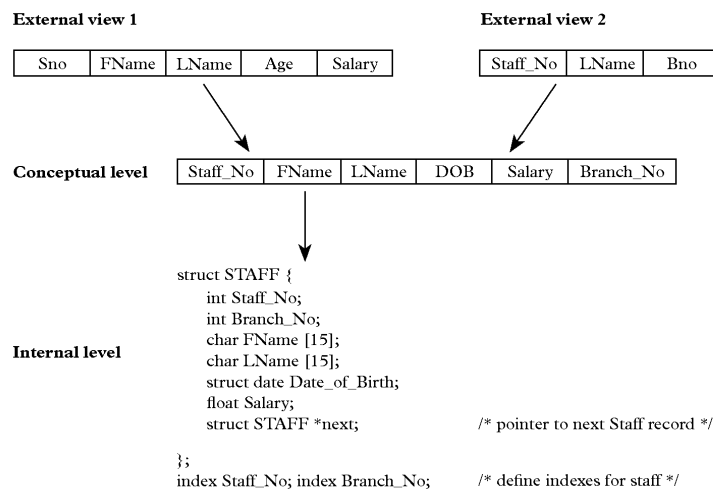 External view 1 External view 2
Sno FName LName Age Salary Staff_No LName Bno
Conceptual level Staff_No FName LName DOB Salary Branch_No
struct STAFF {
int Staff_No;
int Branch_No;
char FName [15];
Internal level char LName [15];
struct date Date_of_Birth;
float Salary;
struct STAFF *next; /* pointer to next Staff record */
};
index Staff_No; index Branch_No; /* define indexes for staff */